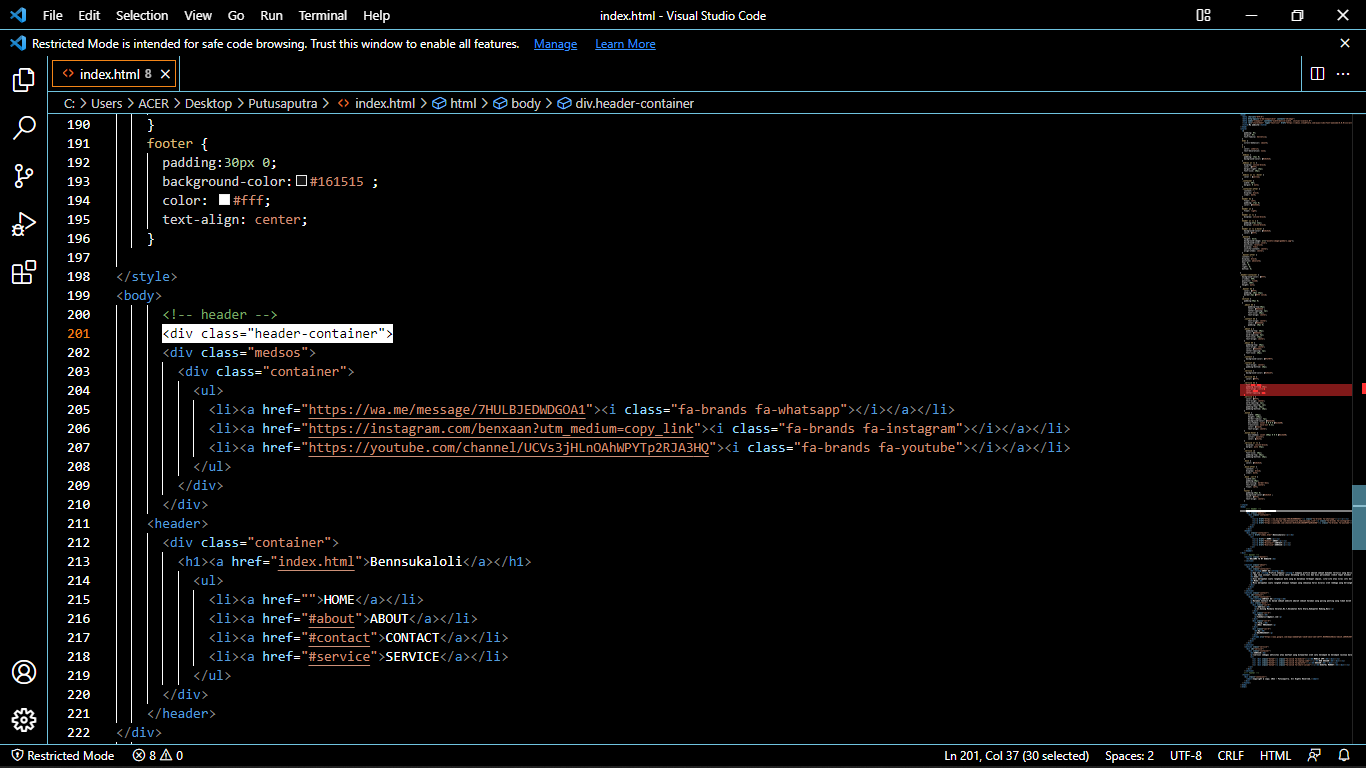 File Edit Selection View Go Run Terminal Help index.html - Visual Studio Code
Restricted Mode is intended for safe code browsing. Trust this window to enable all features. Manage Learn More
<> index.html 8
C: > Users > ACER > Desktop > Putusaputra > <> index.html > html > body > div.header-container
190 }
191 footer {
192 padding:30px 0;
193 background-color: #161515 ;
194 color: #fff;
195 text-align: center;
196 }
197
198 </style>
199 <body>
200 <!-- header -->
201 <div class="header-container">
202 <div class="medsos">
203 <div class="container">
204 <ul>
205 <li><a href="https://wa.me/message/7HULBJEDWDGOA1"><i class="fa-brands fa-whatsapp"></i></a></li>
206 <li><a href="https://instagram.com/benxaan?utm_medium=copy_link"><i class="fa-brands fa-instagram"></i></a></li>
207 <li><a href="https://youtube.com/channel/UCVs3jHLnOAhWPYTp2RJA3HQ"><i class="fa-brands fa-youtube"></i></a></li>
208 </ul>
209 </div>
210 </div>
211 <header>
212 <div class="container">
213 <h1><a href="index.html">Bennsukaloli</a></h1>
214 <ul>
215 <li><a href="">HOME</a></li>
216 <li><a href="#about">ABOUT</a></li>
217 <li><a href="#contact">CONTACT</a></li>
218 <li><a href="#service">SERVICE</a></li>
219 </ul>
220 </div>
221 </header>
222 </div>
Restricted Mode 8 0 Ln 201, Col 37 (30 selected) Spaces: 2 UTF-8 CRLF HTML